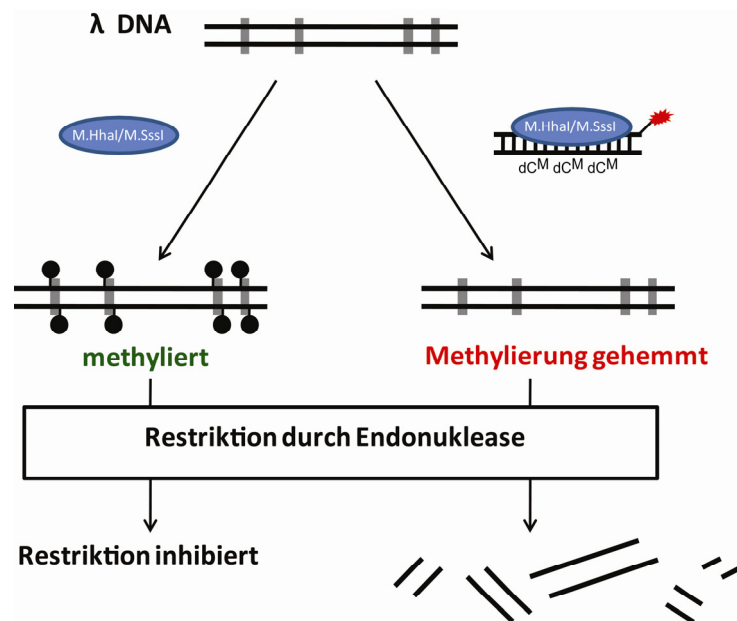 λ DNA
M.HhaI/M.SssI
M.HhaI/M.SssI
dCM dCM dCM
methyliert
Methylierung gehemmt
Restriktion durch Endonuklease
Restriktion inhibiert